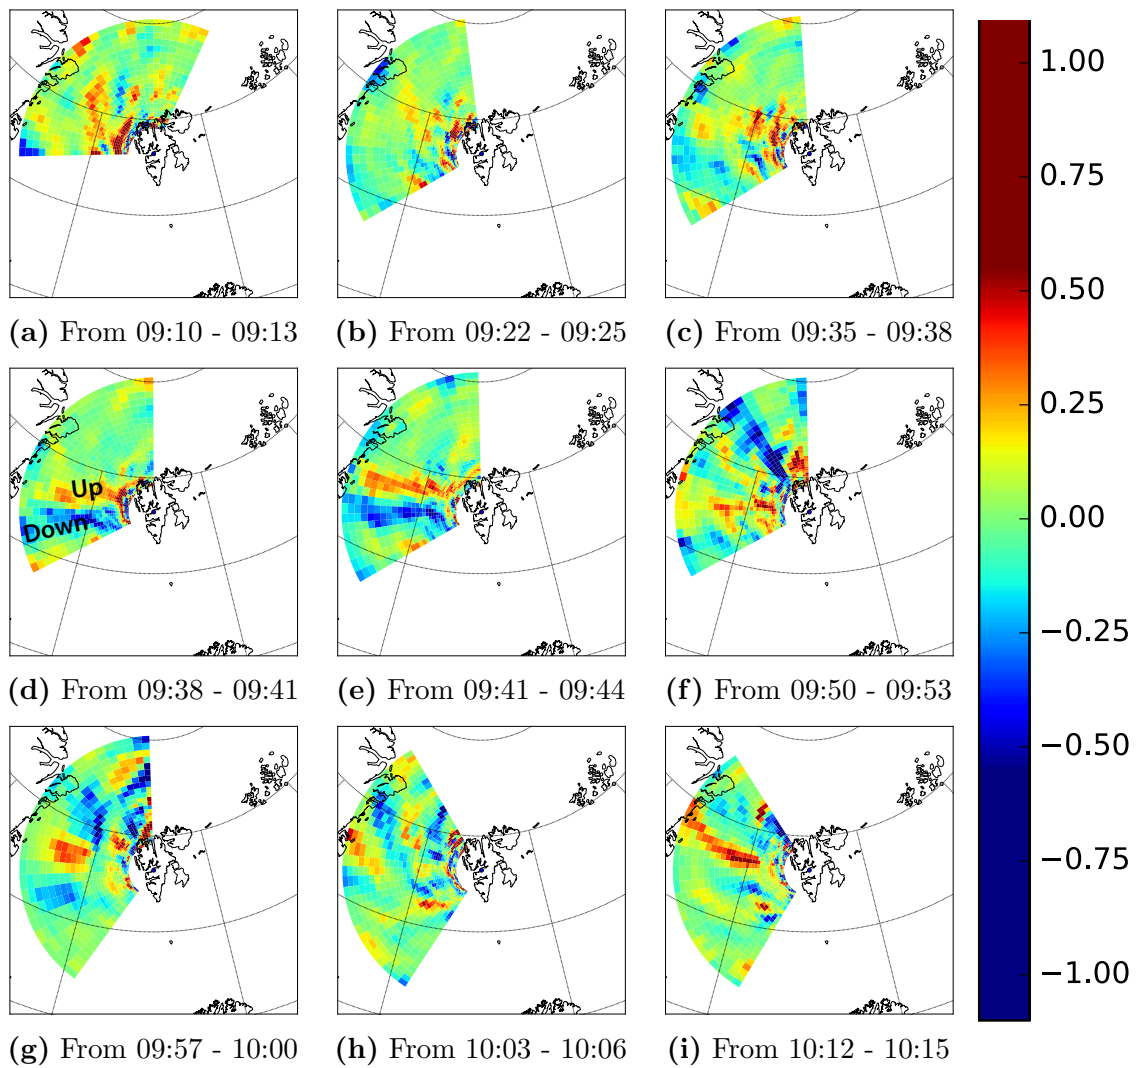 (a) From 09:10 - 09:13
(b) From 09:22 - 09:25
(c) From 09:35 - 09:38
Up
Down
(d) From 09:38 - 09:41
(e) From 09:41 - 09:44
(f) From 09:50 - 09:53
(g) From 09:57 - 10:00
(h) From 10:03 - 10:06
(i) From 10:12 - 10:15
1.00
0.75
0.50
0.25
0.00
−0.25
−0.50
−0.75
−1.00